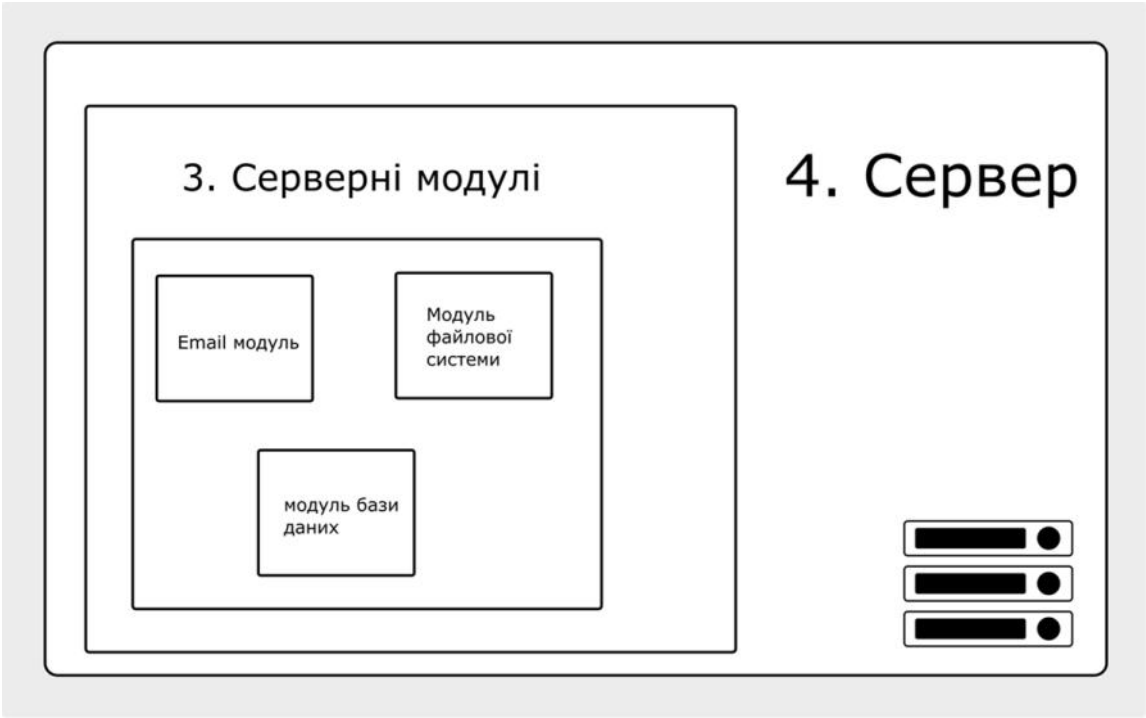 3. Серверні модулі
4. Сервер
Email модуль
Модуль
файлової
системи
модуль бази
даних